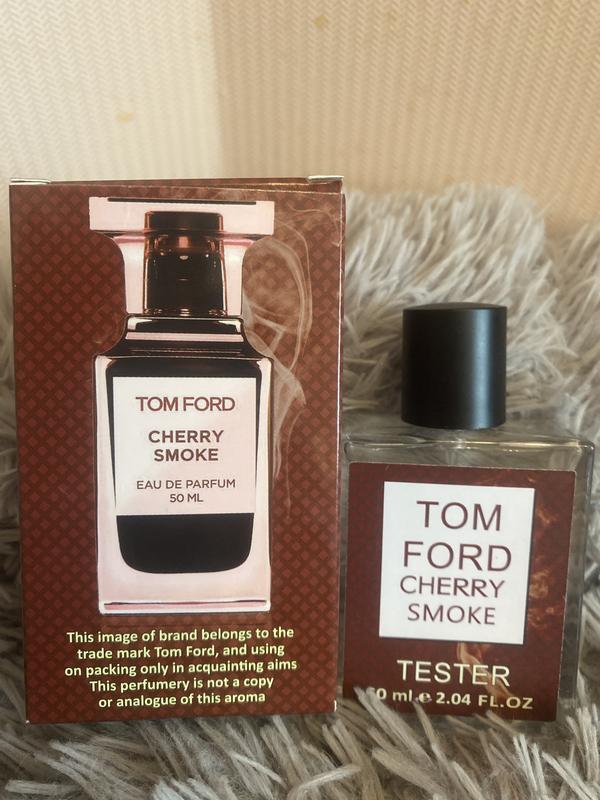 TOM FORD
CHERRY
SMOKE
EAU DE PARFUM
50 ML
This image of brand belongs to the
trade mark Tom Ford, and using
on packing only in acquainting aims
This perfumery is not a copy
or analogue of this aroma
TOM
FORD
CHERRY
SMOKE
TESTER
60 ml.e 2.04 FL.OZ